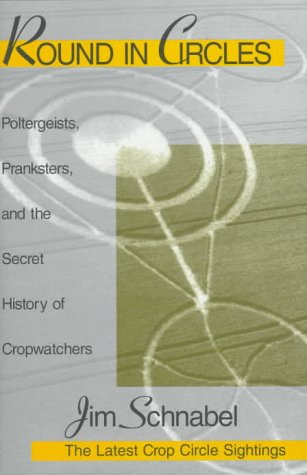 ROUND IN CIRCLES
Poltergeists,
Pranksters,
and the
Secret
History of
Cropwatchers
Jim Schnabel
The Latest Crop Circle Sightings